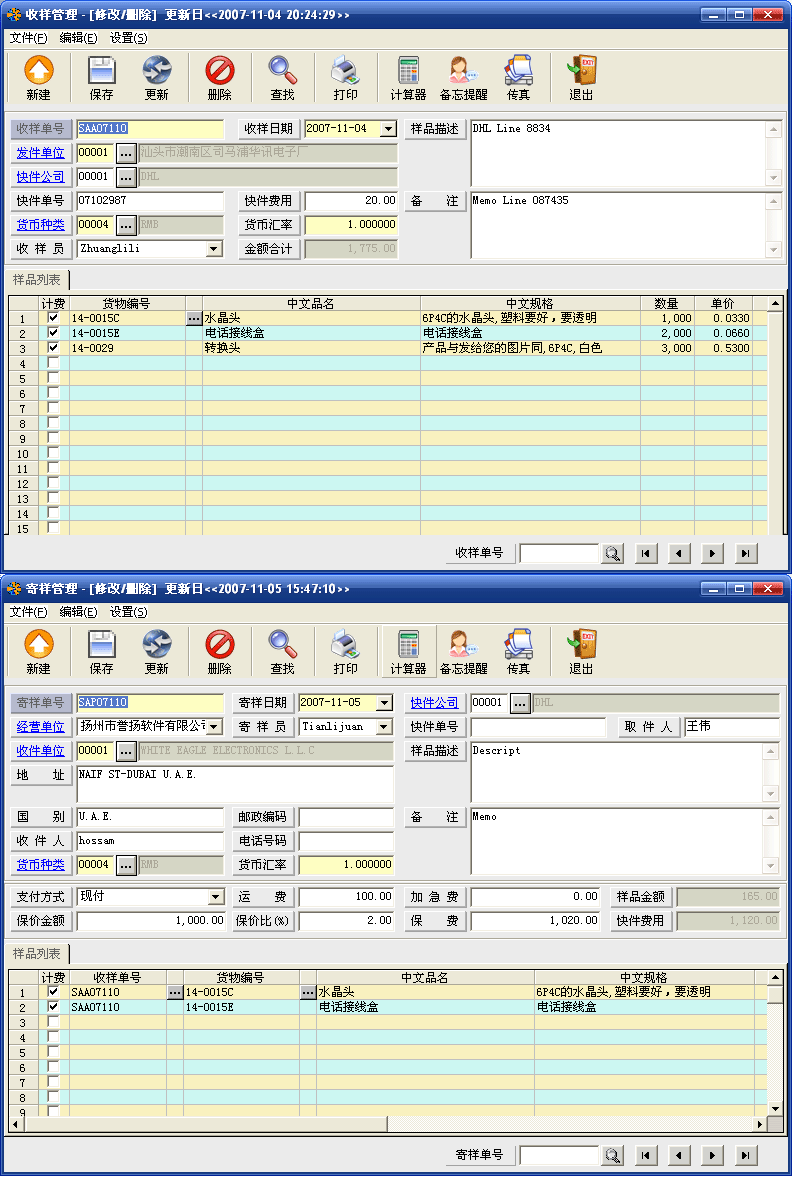 收样管理 - [修改/删除] 更新日<<2007-11-04 20:24:29>>
文件(F) 编辑(E) 设置(S)
新建 保存 更新 删除 查找 打印 计算器 备忘提醒 传真 退出
收样单号 SAA07110 收样日期 2007-11-04 样品描述 DHL Line 8834
发件单位 00001 ... 汕头市潮南区司马浦华讯电子厂
快件公司 00001 ... DHL
快件单号 07102987 快件费用 20.00 备 注 Memo Line 087435
货币种类 00004 ... RMB 货币汇率 1.000000
收 样 员 Zhuanglili 金额合计 1,775.00
样品列表
计费 货物编号 中文品名 中文规格 数量 单价
1 14-0015C ... 水晶头 6P4C的水晶头,塑料要好，要透明 1,000 0.0330
2 14-0015E 电话接线盒 电话接线盒 2,000 0.0660
3 14-0029 转换头 产品与发给您的图片同,6P4C,白色 3,000 0.5300
4
5
6
7
8
9
10
11
12
13
14
15
收样单号
寄样管理 - [修改/删除] 更新日<<2007-11-05 15:47:10>>
文件(F) 编辑(E) 设置(S)
新建 保存 更新 删除 查找 打印 计算器 备忘提醒 传真 退出
寄样单号 SAP07110 寄样日期 2007-11-05 快件公司 00001 ... DHL
经营单位 扬州市誉扬软件有限公司 寄 样 员 Tianlijuan 快件单号 取 件 人 王伟
收件单位 00001 ... WHITE EAGLE ELECTRONICS L.L.C 样品描述 Descript
地 址 NAIF ST-DUBAI U.A.E.
国 别 U.A.E. 邮政编码 备 注 Memo
收 件 人 hossam 电话号码
货币种类 00004 ... RMB 货币汇率 1.000000
支付方式 现付 运 费 100.00 加 急 费 0.00 样品金额 165.00
保价金额 1,000.00 保价比(%) 2.00 保 费 1,020.00 快件费用 1,120.00
样品列表
计费 收样单号 货物编号 中文品名 中文规格
1 SAA07110 ... 14-0015C ... 水晶头 6P4C的水晶头,塑料要好，要透明
2 SAA07110 14-0015E 电话接线盒 电话接线盒
3
4
5
6
7
8
9
寄样单号